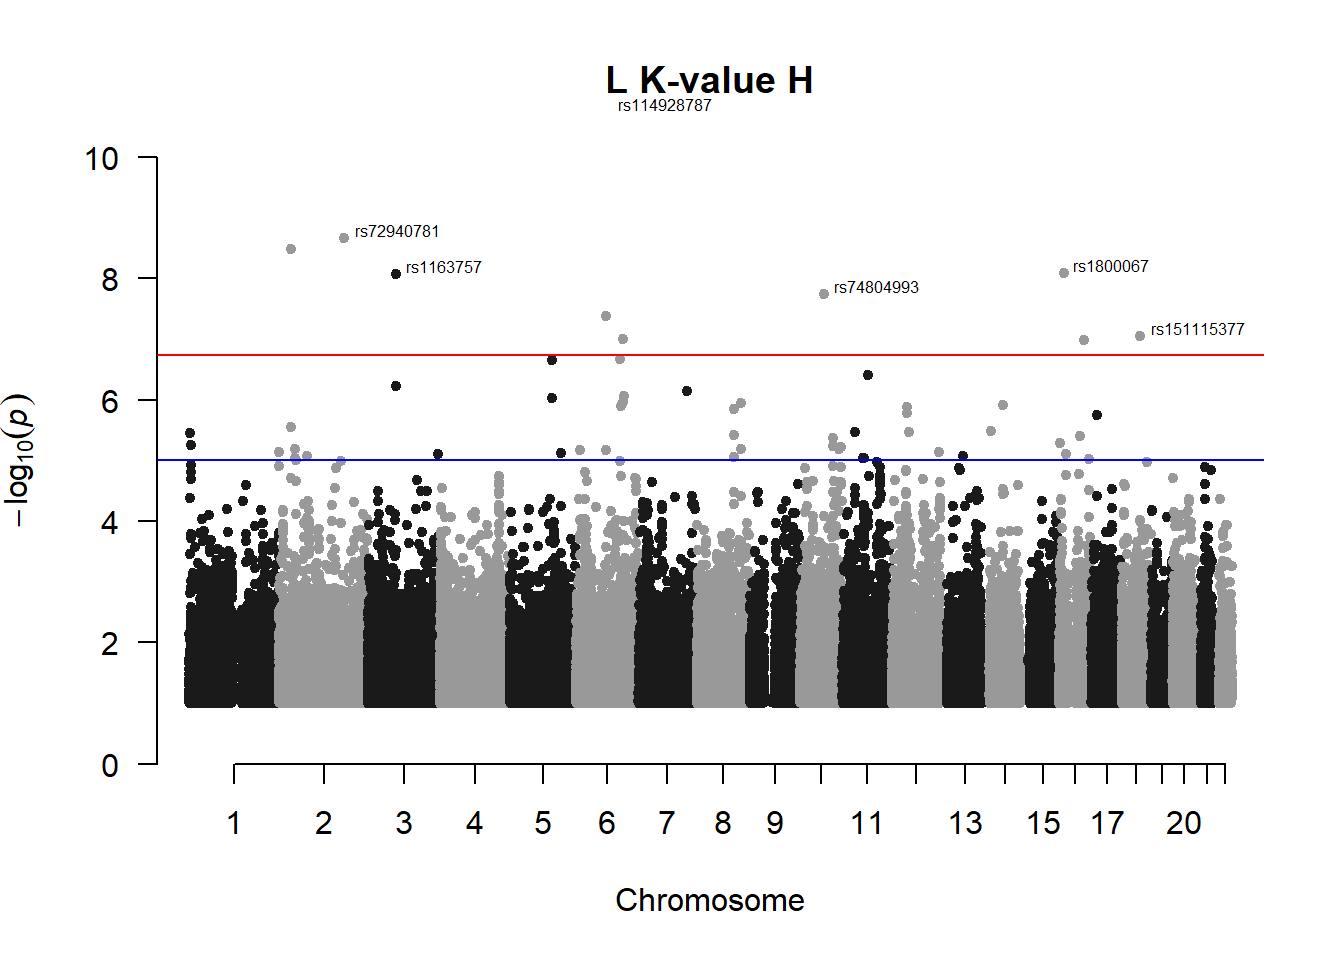 L K-value H
rs114928787
10
rs72940781
rs1163757
rs1800067
8
rs74804993
rs151115377
6
−log10(p)
4
2
0
1 2 3 4 5 6 7 8 9 11 13 15 17 20
Chromosome